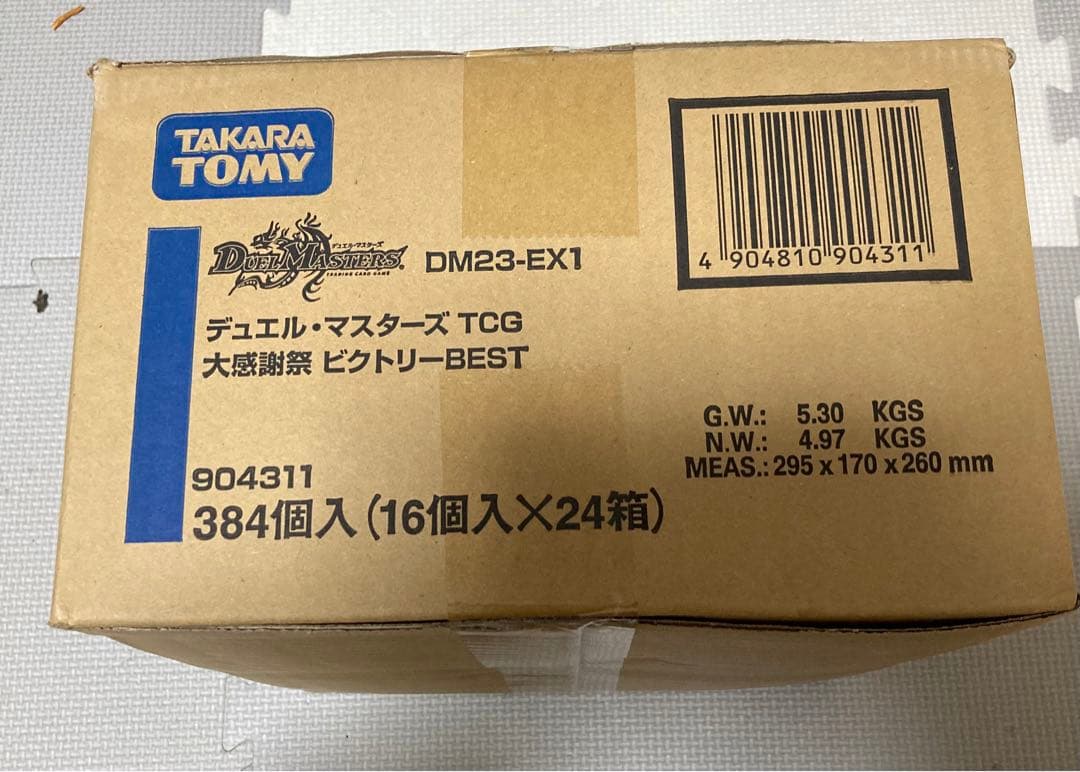 TAKARA
TOMY
デュエル・マスターズ
DUEL MASTERS
TRADING CARD GAME
DM23-EX1
デュエル・マスターズ TCG
大感謝祭 ビクトリーBEST
904311
384個入(16個入×24箱)
4 904810 904311
G.W.: 5.30 KGS
N.W.: 4.97 KGS
MEAS.: 295 x 170 x 260 mm